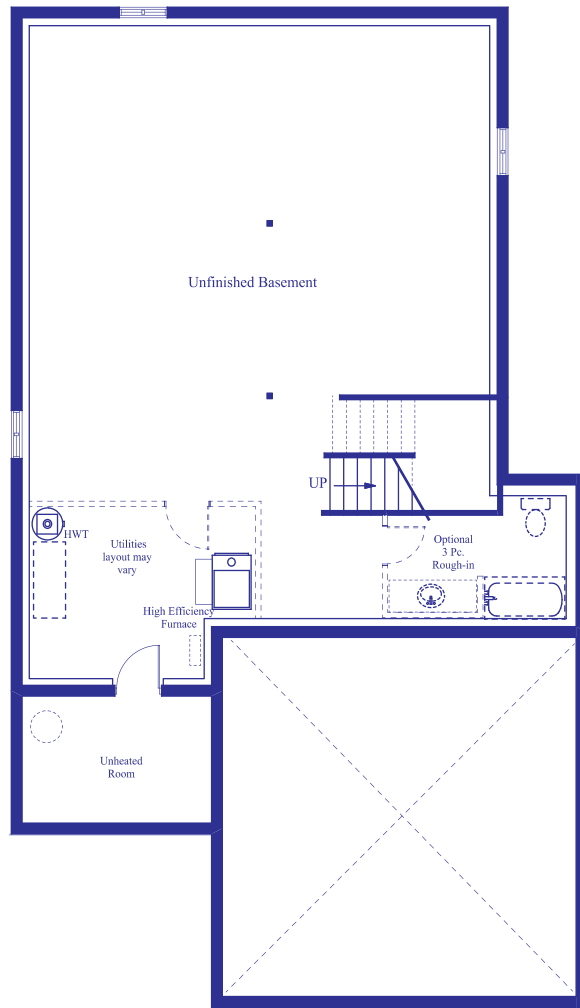 Unfinished Basement
UP
HWT
Utilities
layout may
vary
Optional
3 Pc.
Rough-in
High Efficiency
Furnace
Unheated
Room